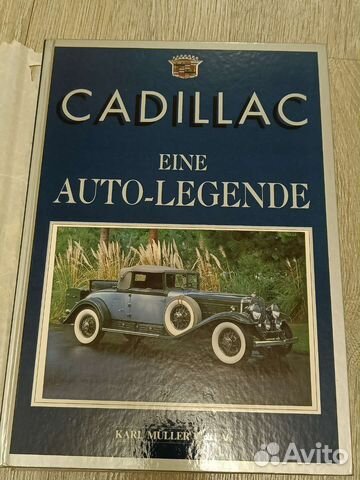 CADILLAC
EINE
AUTO-LEGENDE
KARL MÜLLER
Avito